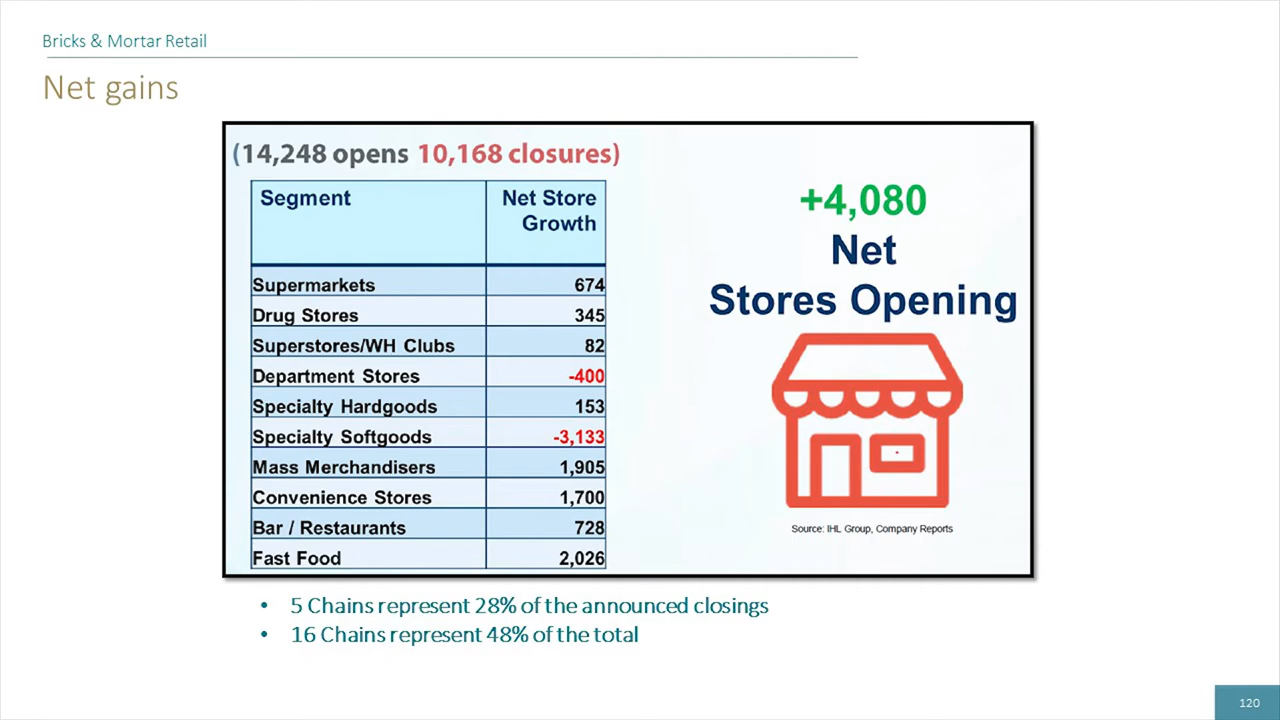 Bricks & Mortar Retail
Net gains
(14,248 opens 10,168 closures)
Segment Net Store
Growth
Supermarkets 674
Drug Stores 345
Superstores/WH Clubs 82
Department Stores -400
Specialty Hardgoods 153
Specialty Softgoods -3,133
Mass Merchandisers 1,905
Convenience Stores 1,700
Bar / Restaurants 728
Fast Food 2,026
+4,080
Net
Stores Opening
Source: IHL Group, Company Reports
• 5 Chains represent 28% of the announced closings
• 16 Chains represent 48% of the total
120